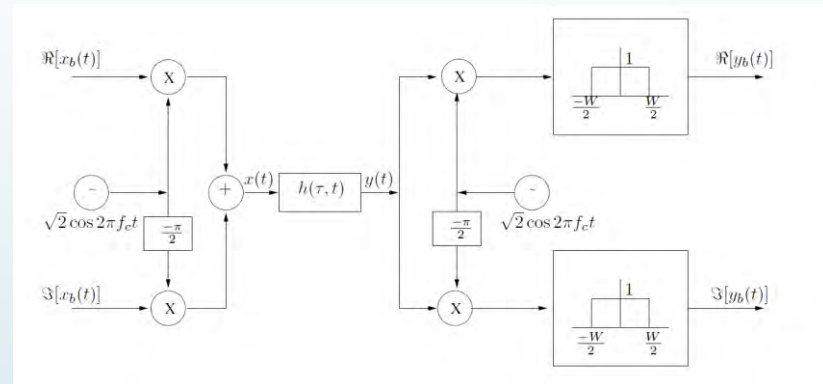 ℜ[x_b(t)]
X
X
1
-W/2
W/2
ℜ[y_b(t)]
~
√2 cos 2πf_c t
-π/2
+
x(t)
h(τ, t)
y(t)
-π/2
~
√2 cos 2πf_c t
ℑ[x_b(t)]
X
X
1
-W/2
W/2
ℑ[y_b(t)]